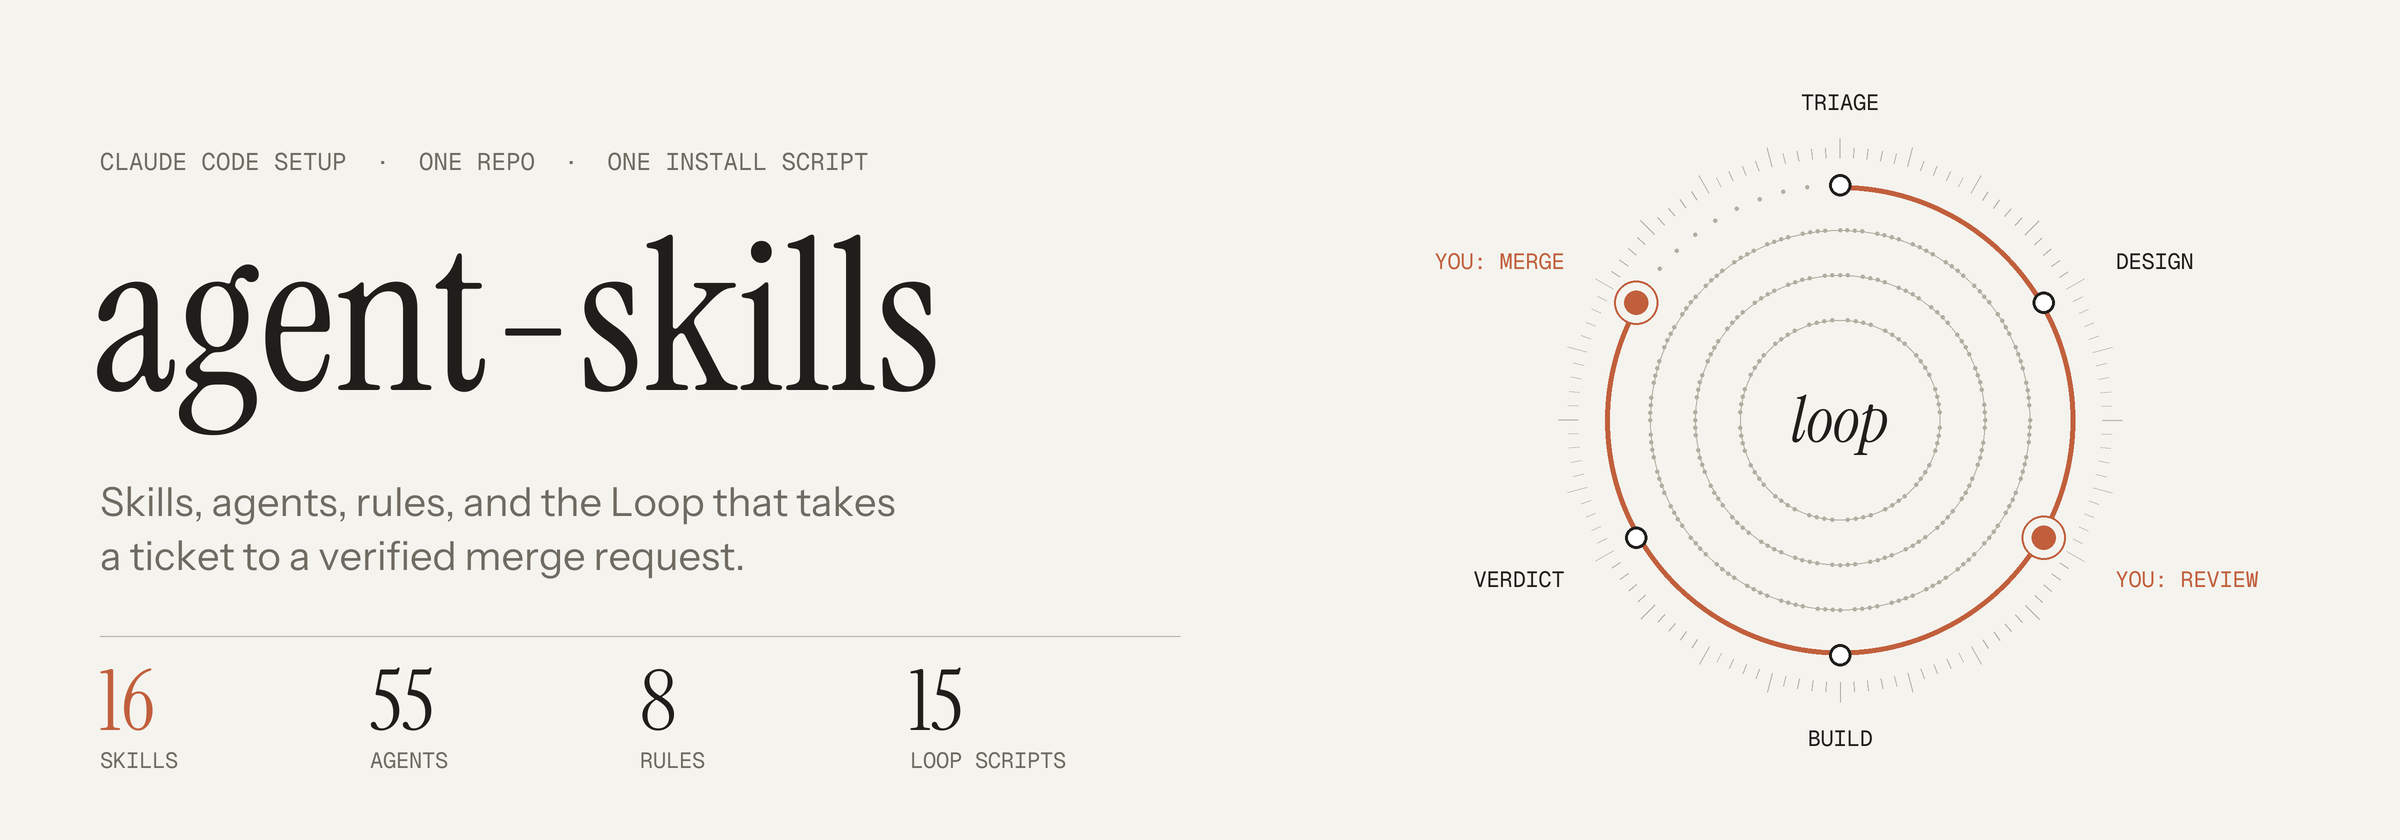 CLAUDE CODE SETUP · ONE REPO · ONE INSTALL SCRIPT
agent-skills
Skills, agents, rules, and the Loop that takes
a ticket to a verified merge request.
16
SKILLS
55
AGENTS
8
RULES
15
LOOP SCRIPTS
TRIAGE
DESIGN
YOU: REVIEW
BUILD
VERDICT
YOU: MERGE
loop